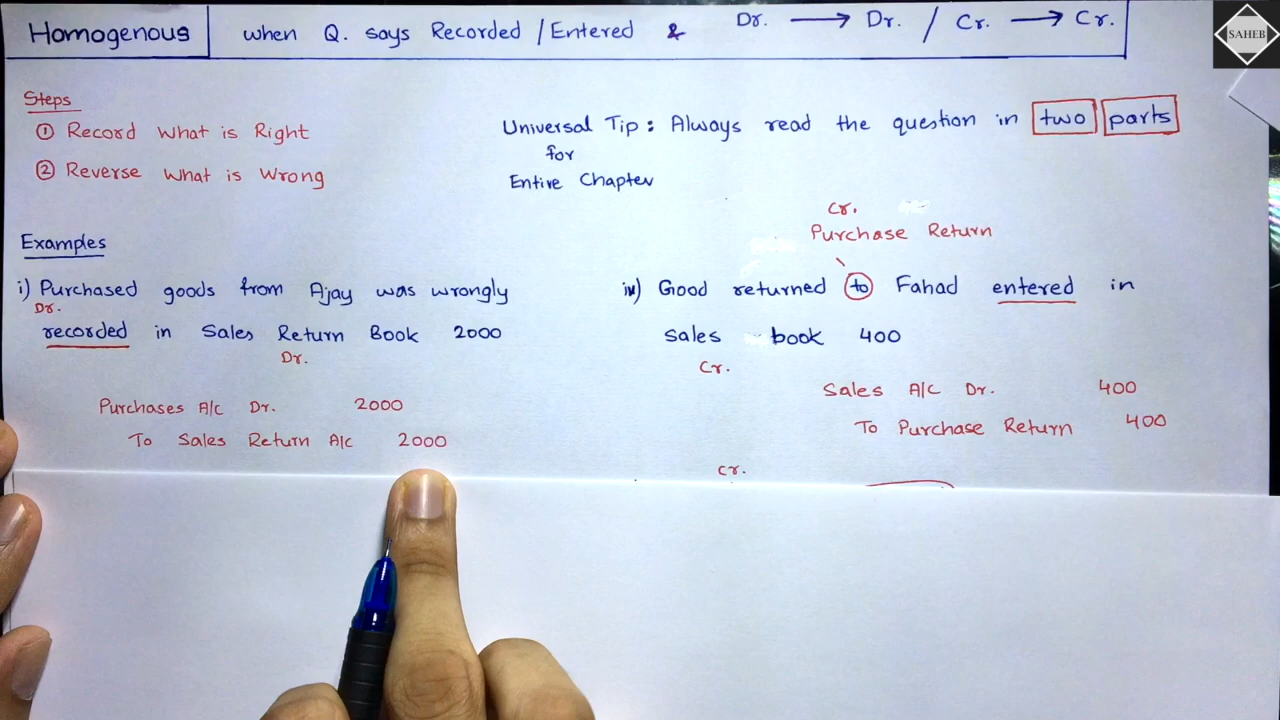 Homogenous when Q. says Recorded / Entered & Dr. → Dr. / Cr. → Cr.
SAHEB
Steps
① Record what is Right
② Reverse what is Wrong
Universal Tip : Always read the question in two parts
for
Entire Chapter
Examples
i) Purchased goods from Ajay was wrongly
Dr.
recorded in Sales Return Book 2000
Dr.
Purchases A/c Dr. 2000
To Sales Return A/c 2000
Cr.
Purchase Return
iv) Good returned to Fahad entered in
sales book 400
Cr.
Sales A/c Dr. 400
To Purchase Return 400
Cr.